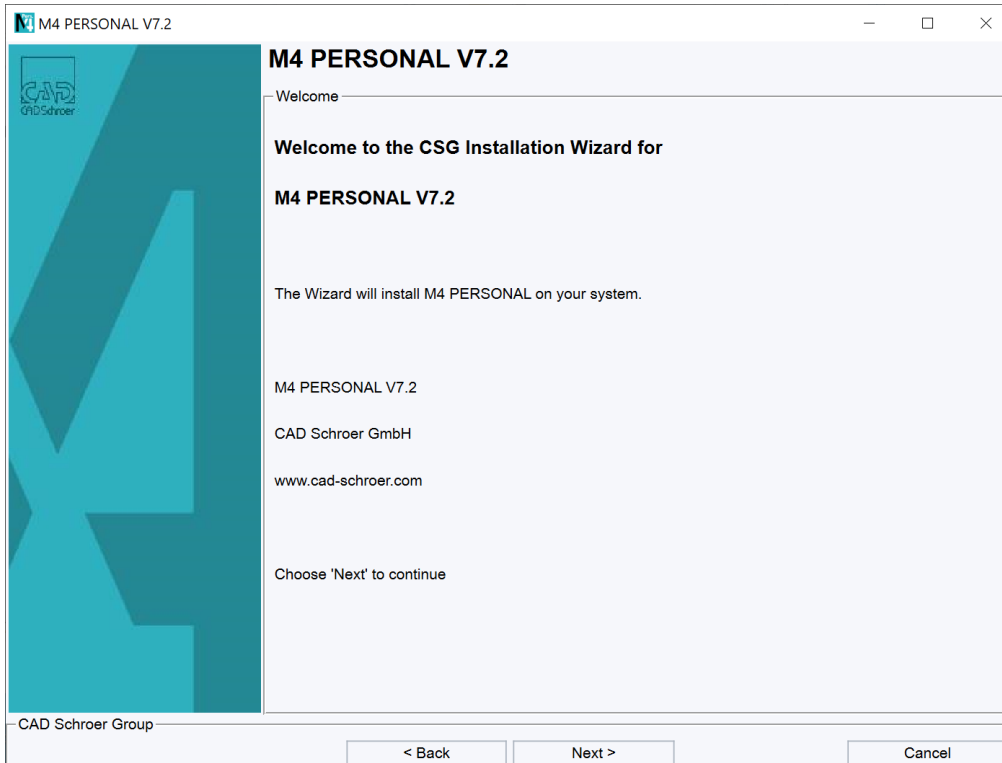 M4 PERSONAL V7.2
CAD Schroer
M4 PERSONAL V7.2
Welcome
Welcome to the CSG Installation Wizard for
M4 PERSONAL V7.2
The Wizard will install M4 PERSONAL on your system.
M4 PERSONAL V7.2
CAD Schroer GmbH
www.cad-schroer.com
Choose 'Next' to continue
CAD Schroer Group
< Back
Next >
Cancel